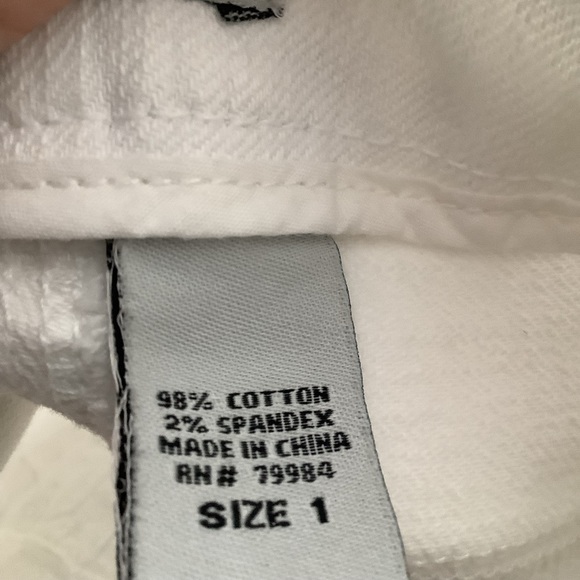 98% COTTON
2% SPANDEX
MADE IN CHINA
RN# 79984
SIZE 1